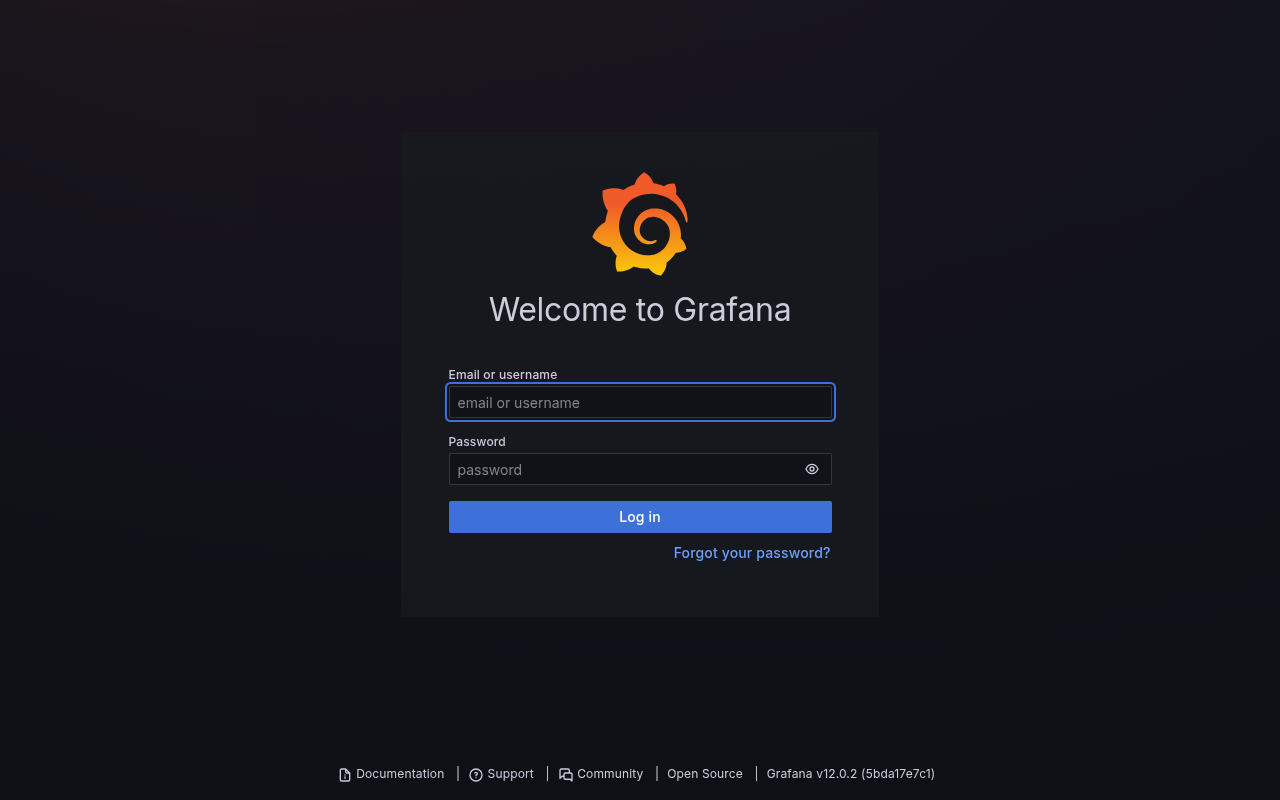 Welcome to Grafana
Email or username
email or username
Password
password
Log in
Forgot your password?
Documentation | Support | Community | Open Source | Grafana v12.0.2 (5bda17e7c1)